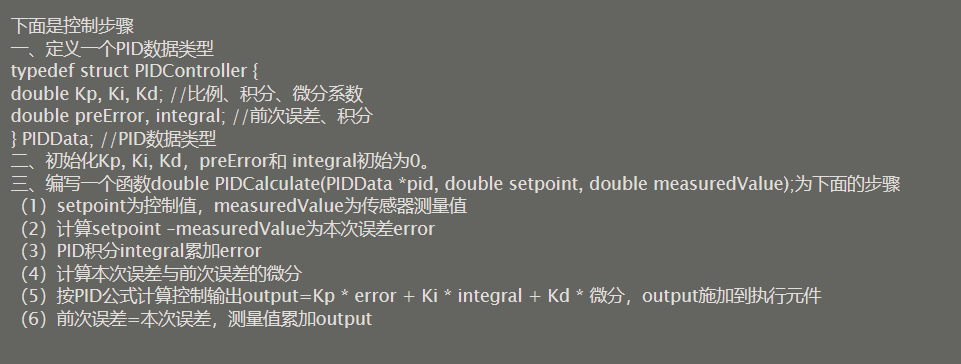 下面是控制步骤
一、定义一个PID数据类型
typedef struct PIDController {
double Kp, Ki, Kd; //比例、积分、微分系数
double preError, integral; //前次误差、积分
} PIDData; //PID数据类型
二、初始化Kp, Ki, Kd，preError和 integral初始为0。
三、编写一个函数double PIDCalculate(PIDData *pid, double setpoint, double measuredValue);为下面的步骤
（1）setpoint为控制值，measuredValue为传感器测量值
（2）计算setpoint –measuredValue为本次误差error
（3）PID积分integral累加error
（4）计算本次误差与前次误差的微分
（5）按PID公式计算控制输出output=Kp * error + Ki * integral + Kd * 微分，output施加到执行元件
（6）前次误差=本次误差，测量值累加output